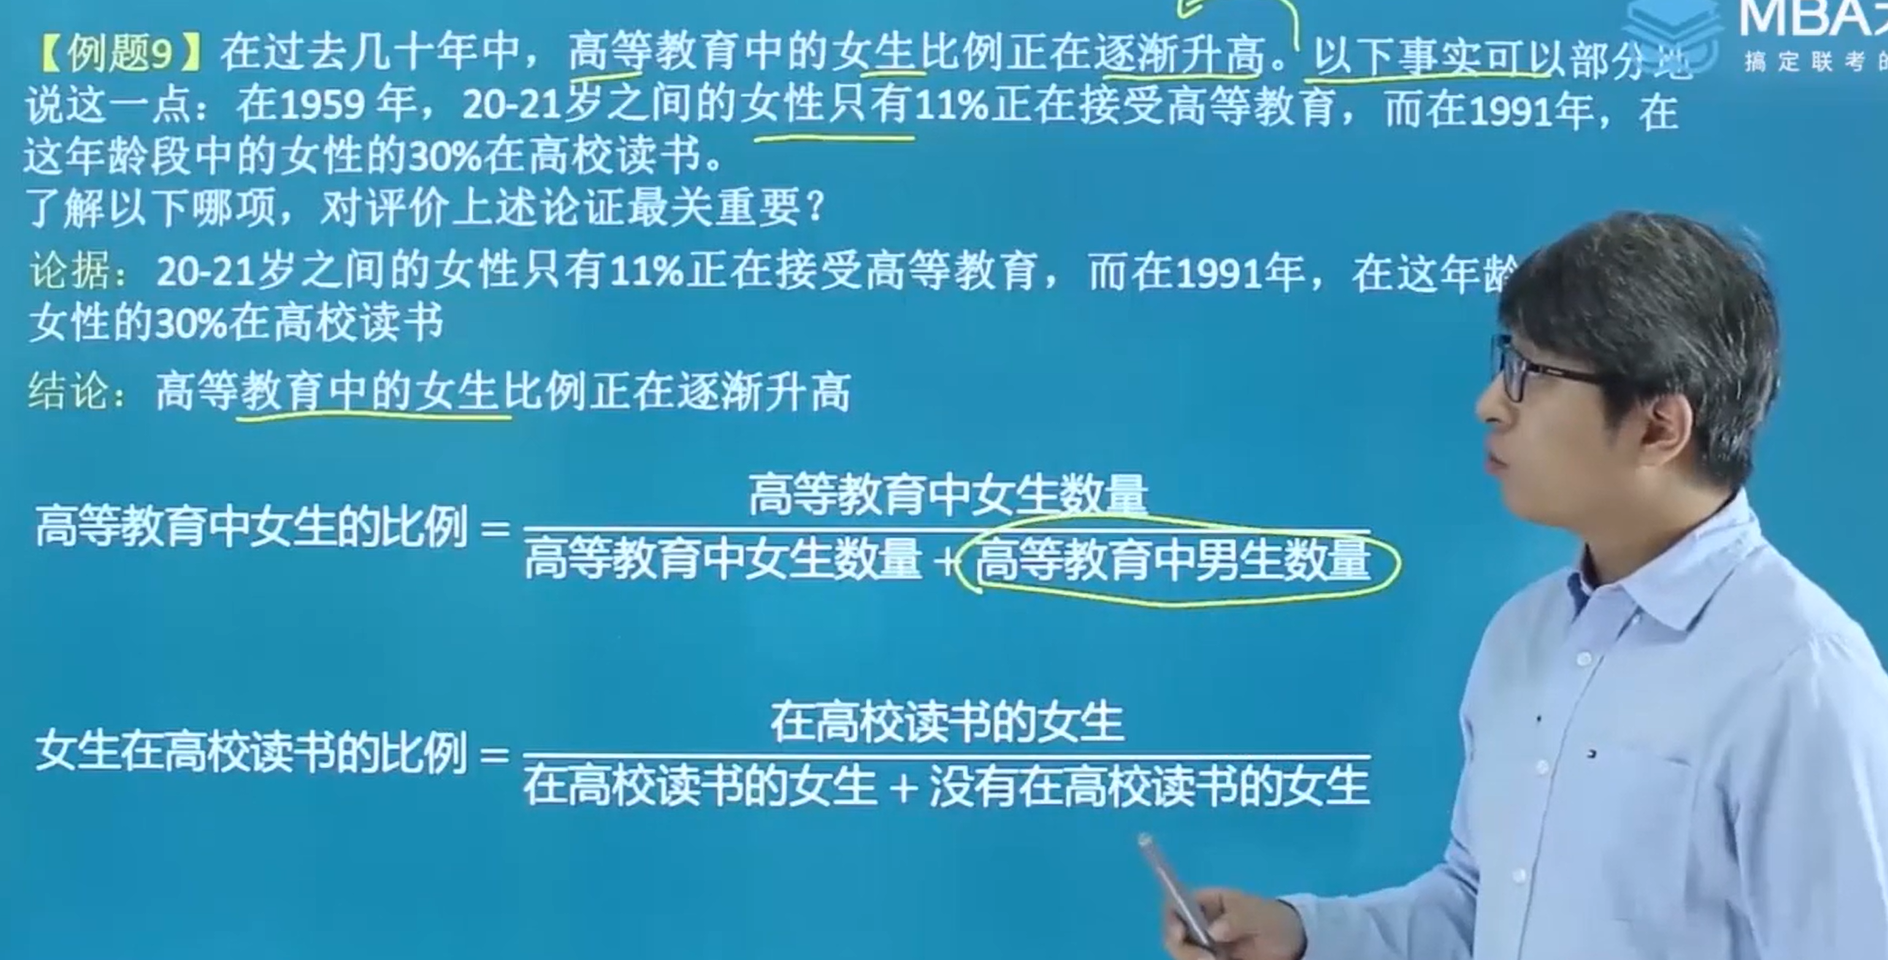 MBA大
搞定联考的
【例题9】在过去几十年中，高等教育中的女生比例正在逐渐升高。以下事实可以部分地
说这一点：在1959 年，20-21岁之间的女性只有11%正在接受高等教育，而在1991年，在
这年龄段中的女性的30%在高校读书。
了解以下哪项，对评价上述论证最关重要？
论据：20-21岁之间的女性只有11%正在接受高等教育，而在1991年，在这年龄
女性的30%在高校读书
结论：高等教育中的女生比例正在逐渐升高
高等教育中女生数量
高等教育中女生的比例 =
高等教育中女生数量 + 高等教育中男生数量
在高校读书的女生
女生在高校读书的比例 =
在高校读书的女生 + 没有在高校读书的女生